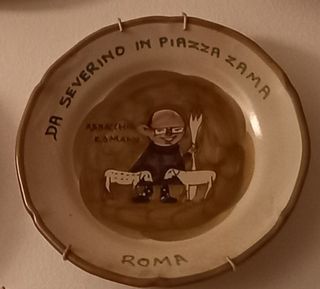 DA SEVERINO IN PIAZZA ZAMA
ABBACCHIO
ROMANO
ROMA